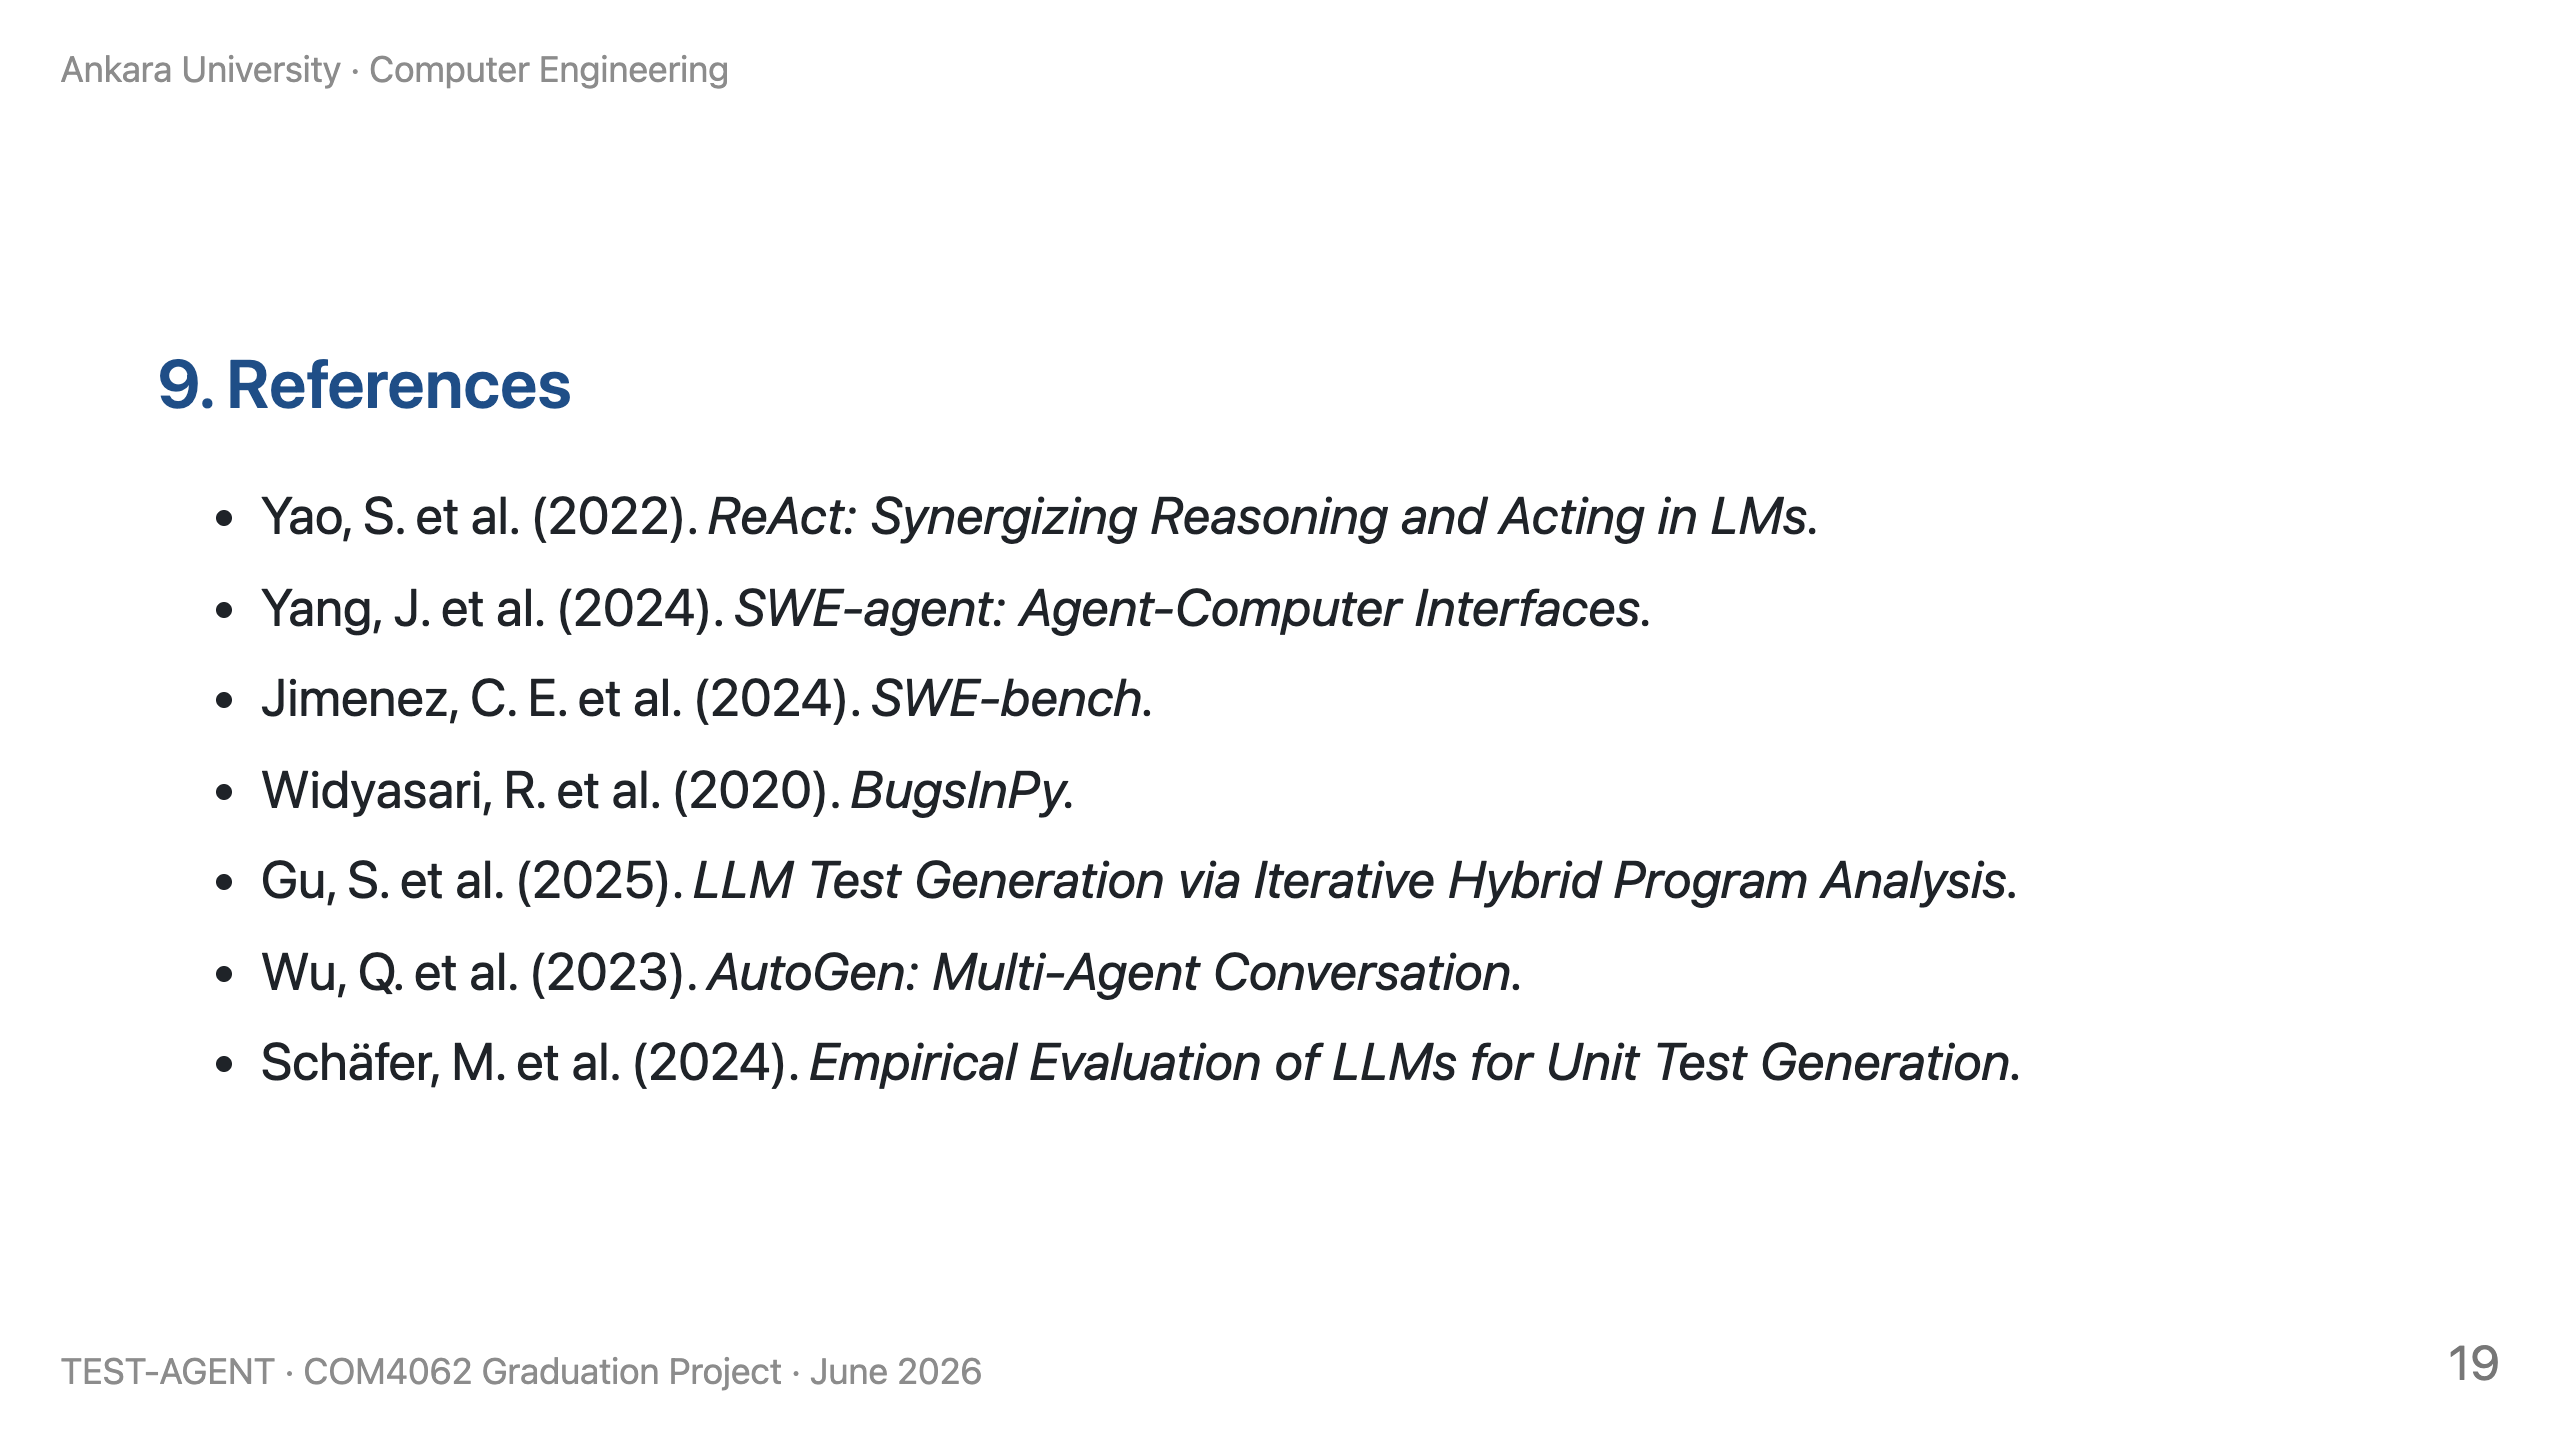 Ankara University · Computer Engineering
9. References
• Yao, S. et al. (2022). ReAct: Synergizing Reasoning and Acting in LMs.
• Yang, J. et al. (2024). SWE-agent: Agent-Computer Interfaces.
• Jimenez, C. E. et al. (2024). SWE-bench.
• Widyasari, R. et al. (2020). BugsInPy.
• Gu, S. et al. (2025). LLM Test Generation via Iterative Hybrid Program Analysis.
• Wu, Q. et al. (2023). AutoGen: Multi-Agent Conversation.
• Schäfer, M. et al. (2024). Empirical Evaluation of LLMs for Unit Test Generation.
TEST-AGENT · COM4062 Graduation Project · June 2026
19